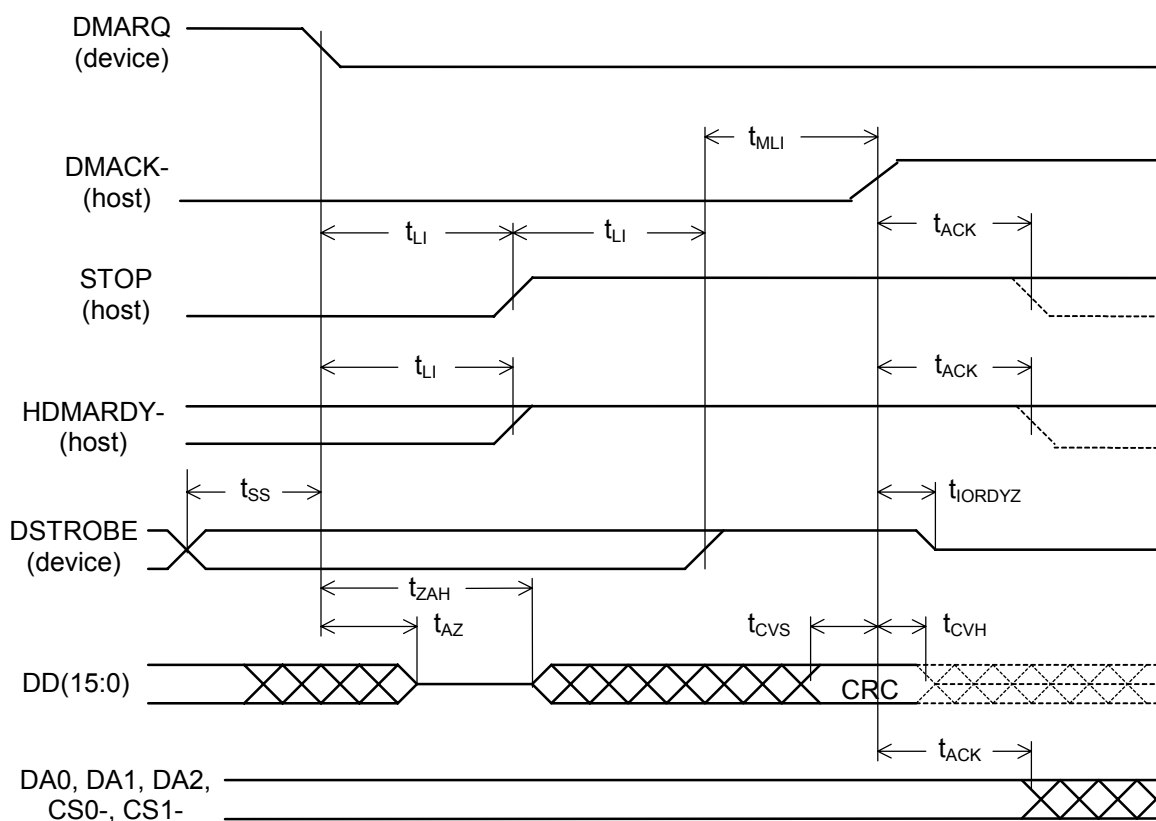 DMARQ
(device)
tMLI
DMACK-
(host)
tLI
tLI
tACK
STOP
(host)
tLI
tACK
HDMARDY-
(host)
tSS
tIORDYZ
DSTROBE
(device)
tZAH
tAZ
tCVS
tCVH
DD(15:0)
CRC
tACK
DA0, DA1, DA2,
CS0-, CS1-